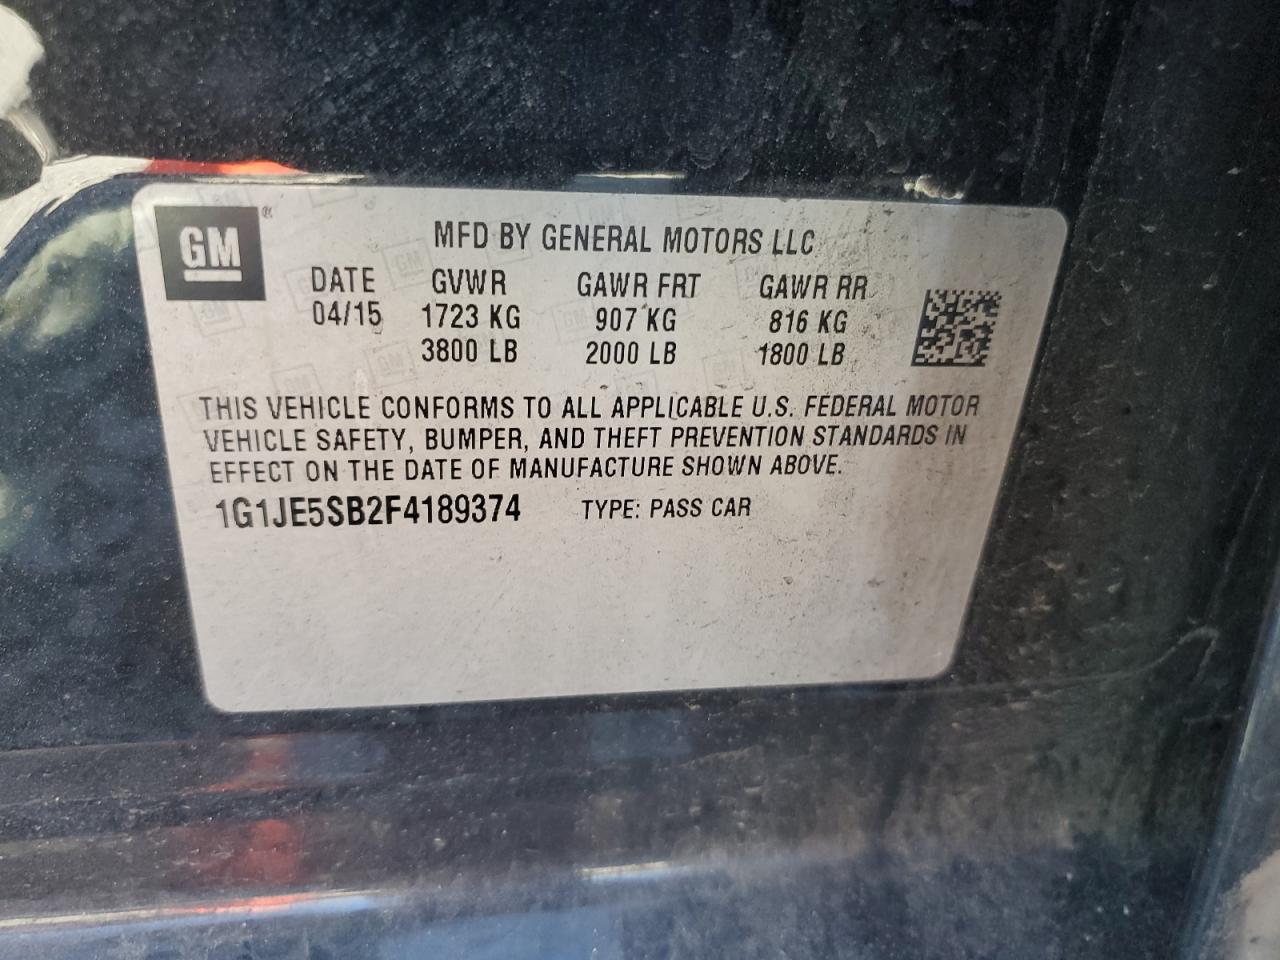 GM®
MFD BY GENERAL MOTORS LLC
DATE GVWR GAWR FRT GAWR RR
04/15 1723 KG 907 KG 816 KG
3800 LB 2000 LB 1800 LB
THIS VEHICLE CONFORMS TO ALL APPLICABLE U.S. FEDERAL MOTOR
VEHICLE SAFETY, BUMPER, AND THEFT PREVENTION STANDARDS IN
EFFECT ON THE DATE OF MANUFACTURE SHOWN ABOVE.
1G1JE5SB2F4189374 TYPE: PASS CAR